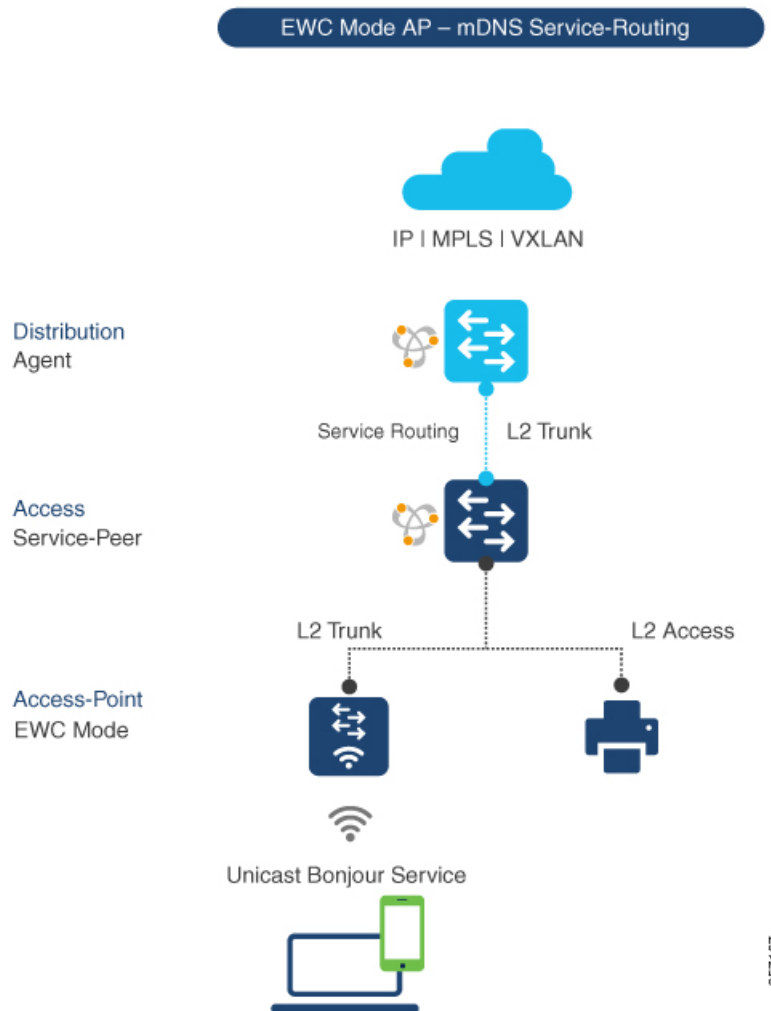 EWC Mode AP – mDNS Service-Routing
IP | MPLS | VXLAN
Distribution
Agent
Service Routing
L2 Trunk
Access
Service-Peer
L2 Trunk
L2 Access
Access-Point
EWC Mode
Unicast Bonjour Service